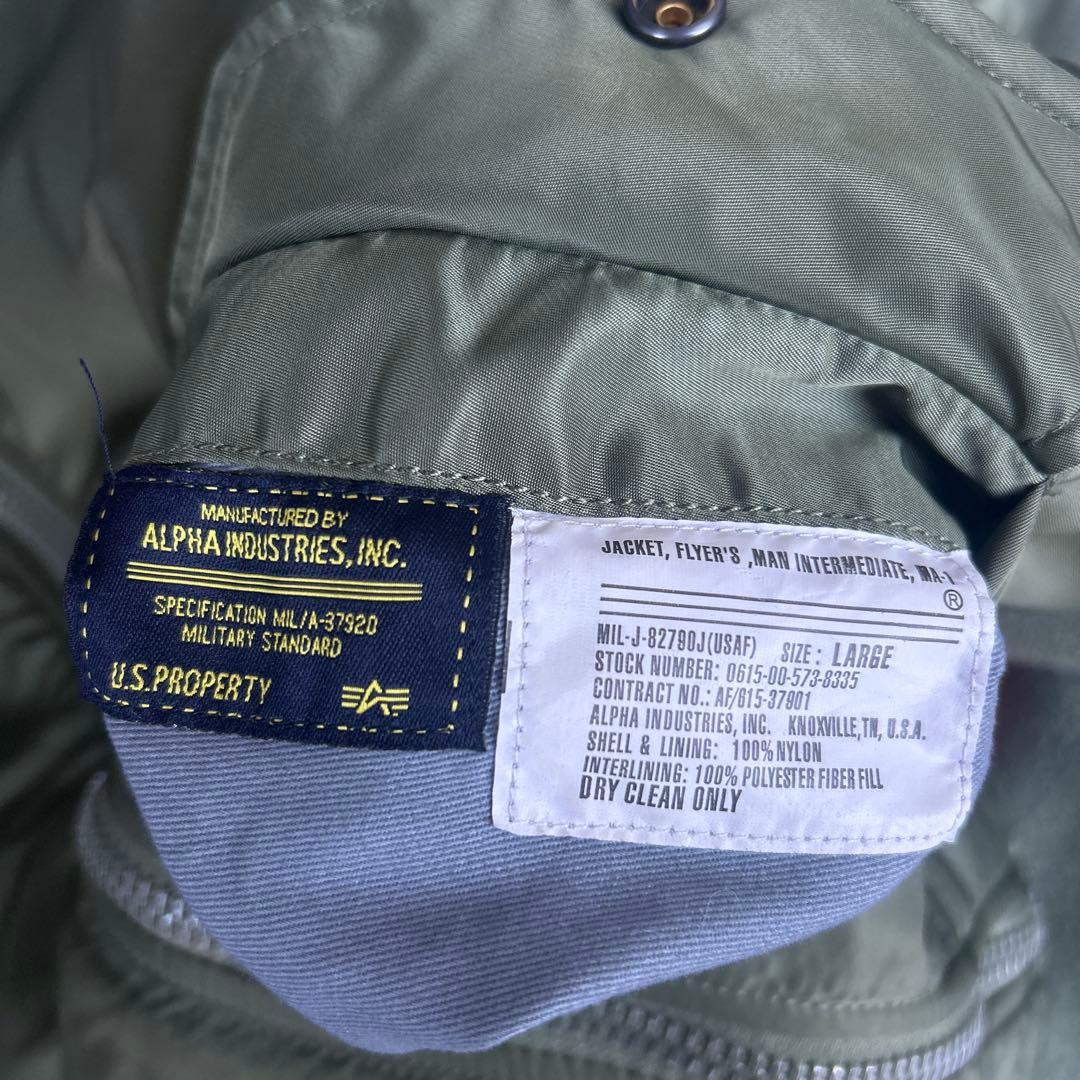 MANUFACTURED BY
ALPHA INDUSTRIES, INC.
SPECIFICATION MIL/A-37920
MILITARY STANDARD
U.S. PROPERTY
JACKET, FLYER'S ,MAN INTERMEDIATE, MA-1
®
MIL-J-82790J(USAF) SIZE: LARGE
STOCK NUMBER: 0615-00-573-8335
CONTRACT NO.: AF/615-37901
ALPHA INDUSTRIES, INC. KNOXVILLE,TN, U.S.A.
SHELL & LINING: 100% NYLON
INTERLINING: 100% POLYESTER FIBER FILL
DRY CLEAN ONLY